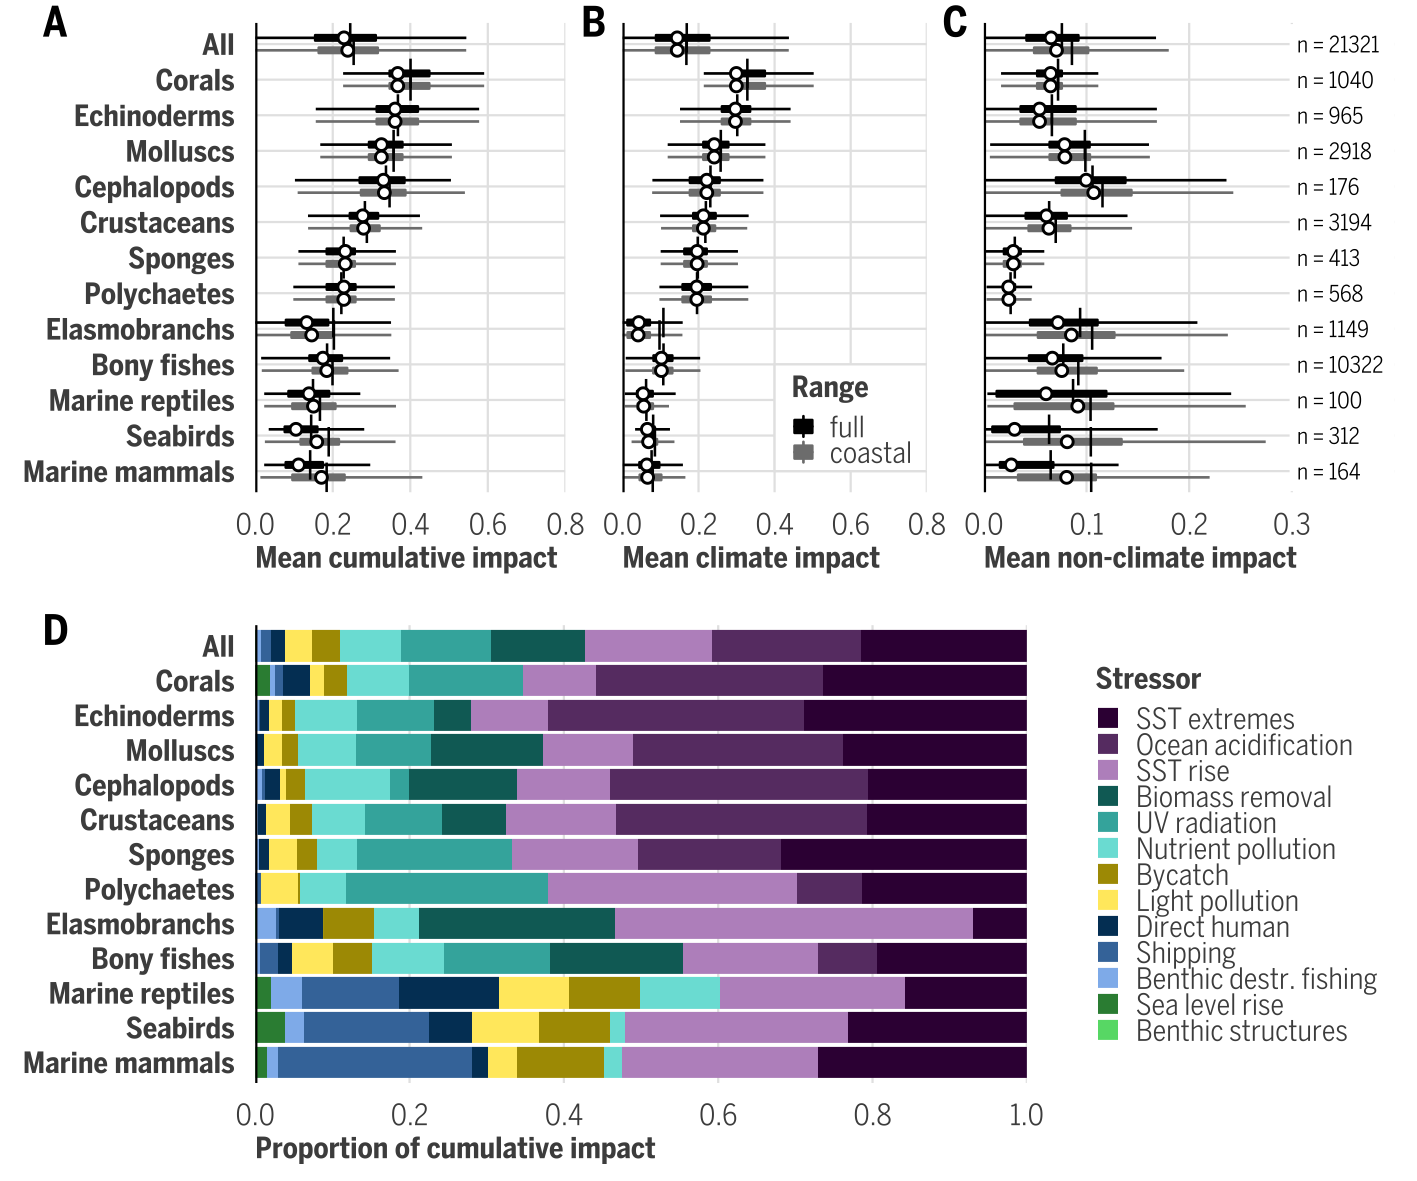 A
B
C
All
Corals
Echinoderms
Molluscs
Cephalopods
Crustaceans
Sponges
Polychaetes
Elasmobranchs
Bony fishes
Marine reptiles
Seabirds
Marine mammals
0.0 0.2 0.4 0.6 0.8
Mean cumulative impact
Range
full
coastal
0.0 0.2 0.4 0.6 0.8
Mean climate impact
n = 21321
n = 1040
n = 965
n = 2918
n = 176
n = 3194
n = 413
n = 568
n = 1149
n = 10322
n = 100
n = 312
n = 164
0.0 0.1 0.2 0.3
Mean non-climate impact
D
All
Corals
Echinoderms
Molluscs
Cephalopods
Crustaceans
Sponges
Polychaetes
Elasmobranchs
Bony fishes
Marine reptiles
Seabirds
Marine mammals
0.0 0.2 0.4 0.6 0.8 1.0
Proportion of cumulative impact
Stressor
SST extremes
Ocean acidification
SST rise
Biomass removal
UV radiation
Nutrient pollution
Bycatch
Light pollution
Direct human
Shipping
Benthic destr. fishing
Sea level rise
Benthic structures